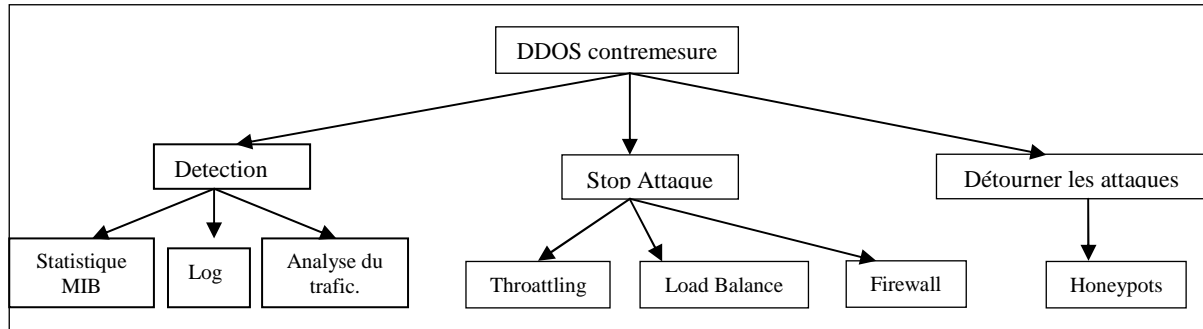 DDOS contremesure
Detection
Stop Attaque
Détourner les attaques
Statistique
MIB
Log
Analyse du
trafic.
Throattling
Load Balance
Firewall
Honeypots